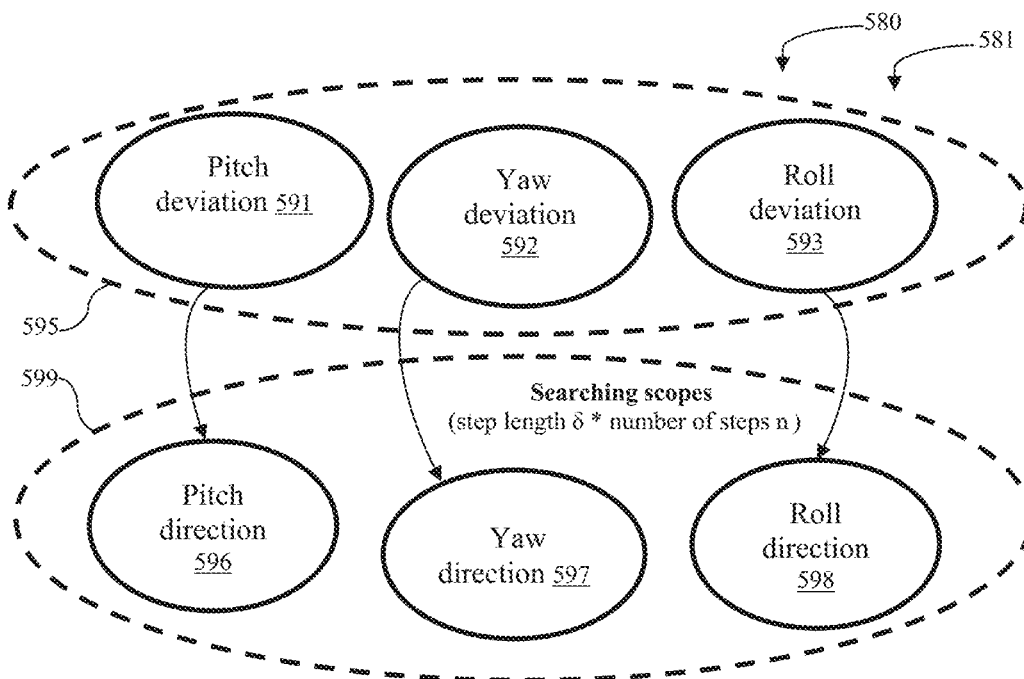 580
581
Pitch
deviation 591
Yaw
deviation
592
Roll
deviation
593
595
599
Searching scopes
(step length δ * number of steps n )
Pitch
direction
596
Yaw
direction 597
Roll
direction
598